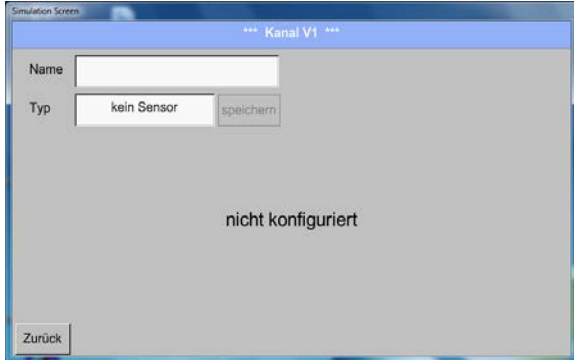 Simulation Screen
*** Kanal V1 ***
Name
Typ kein Sensor speichern
nicht konfiguriert
Zurück